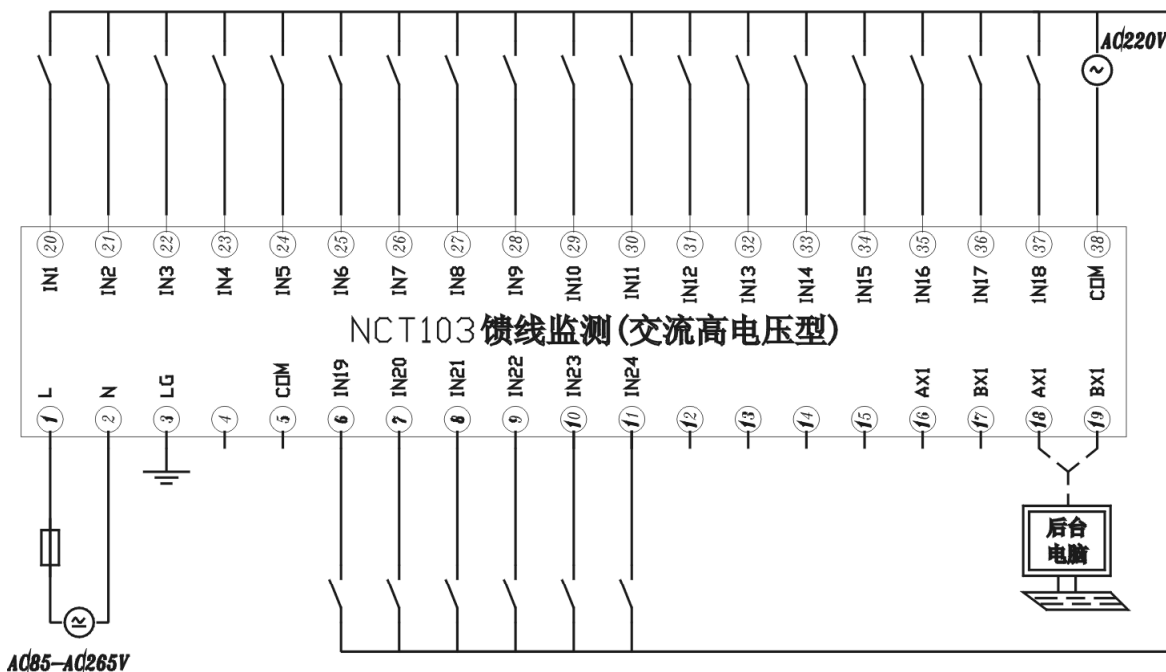 AC220V
20 21 22 23 24 25 26 27 28 29 30 31 32 33 34 35 36 37 38
IN1 IN2 IN3 IN4 IN5 IN6 IN7 IN8 IN9 IN10 IN11 IN12 IN13 IN14 IN15 IN16 IN17 IN18 COM
NCT103馈线监测(交流高电压型)
L N LG COM IN19 IN20 IN21 IN22 IN23 IN24 AX1 BX1 AX1 BX1
1 2 3 4 5 6 7 8 9 10 11 12 13 14 15 16 17 18 19
后台
电脑
AC85-AC265V